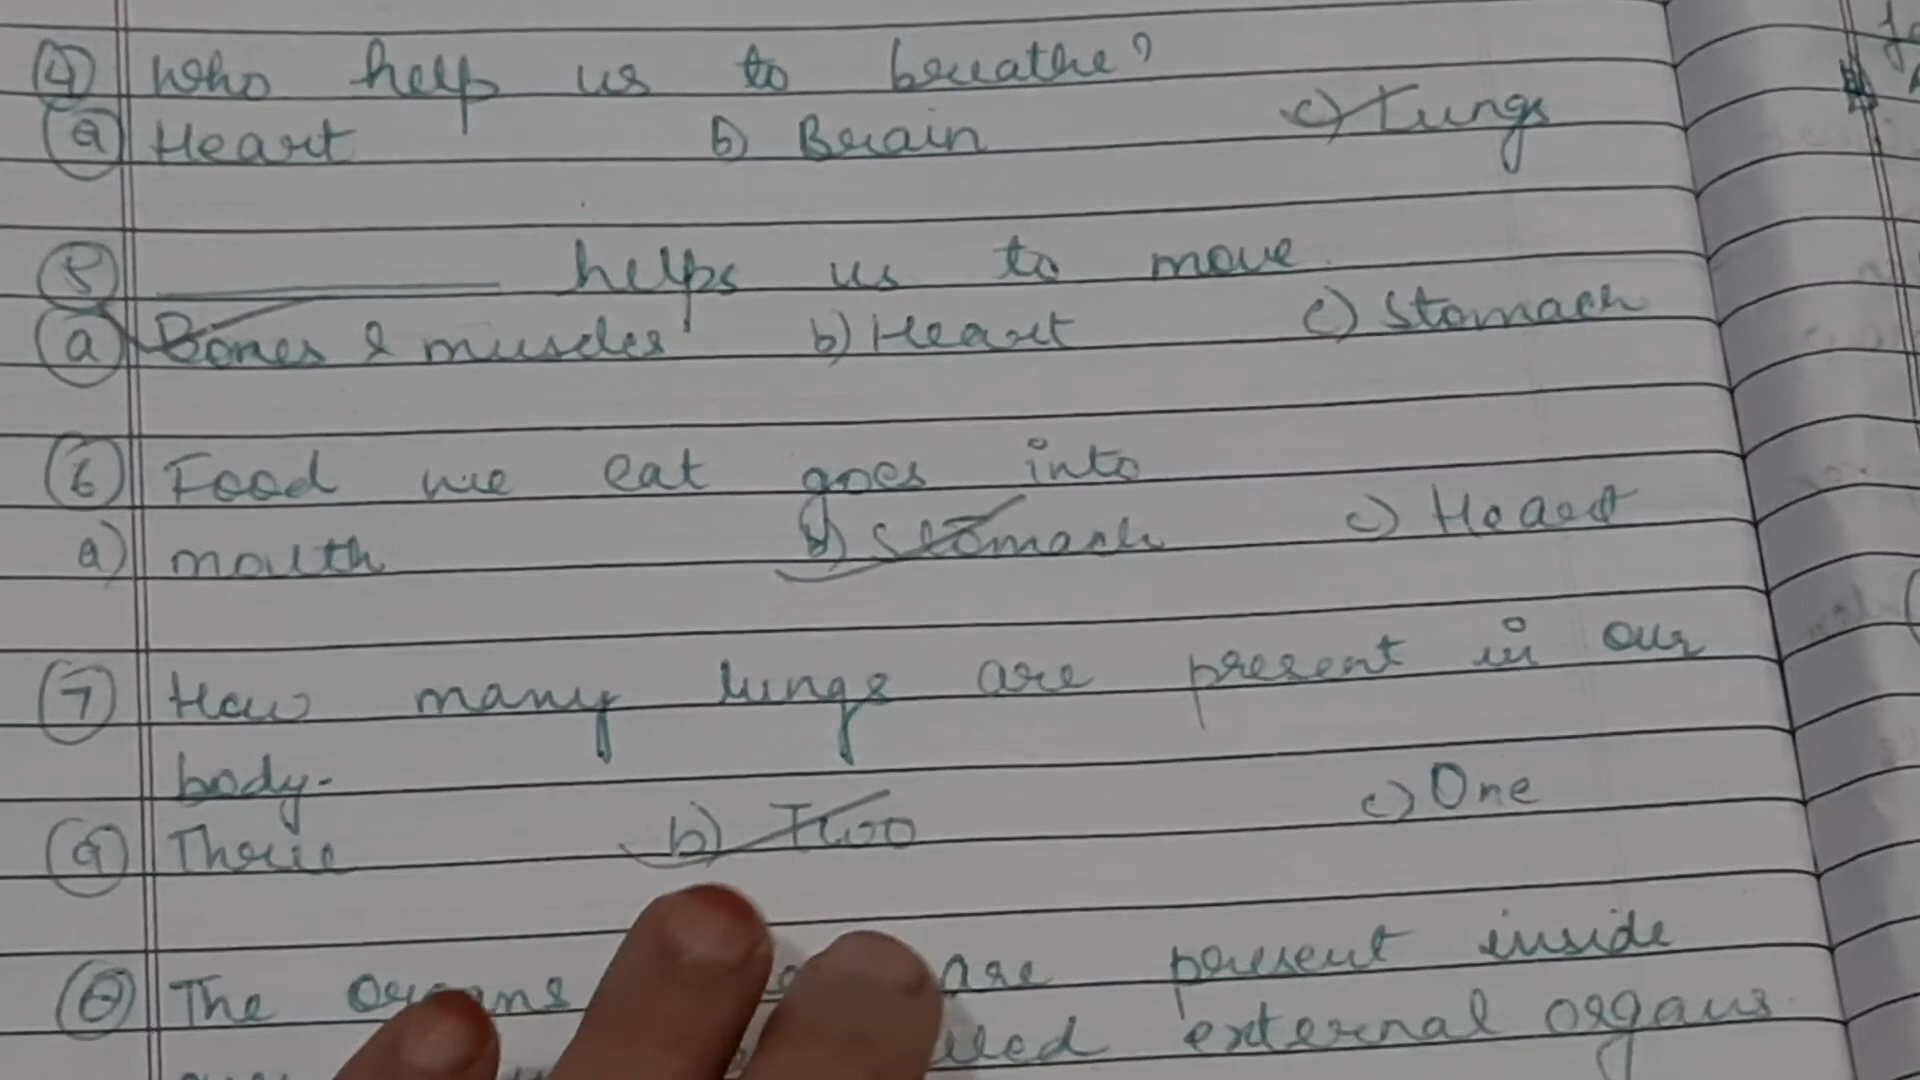 4 Who help us to breathe?
a Heart b) Brain c) Lungs
5 ________ helps us to move.
a Bones & muscles b) Heart c) Stomach
6 Food we eat goes into
a) mouth b) Stomach c) Heart
7 How many lungs are present in our
body.
a Three b) Two c) One
8 The organs are present inside
external organs